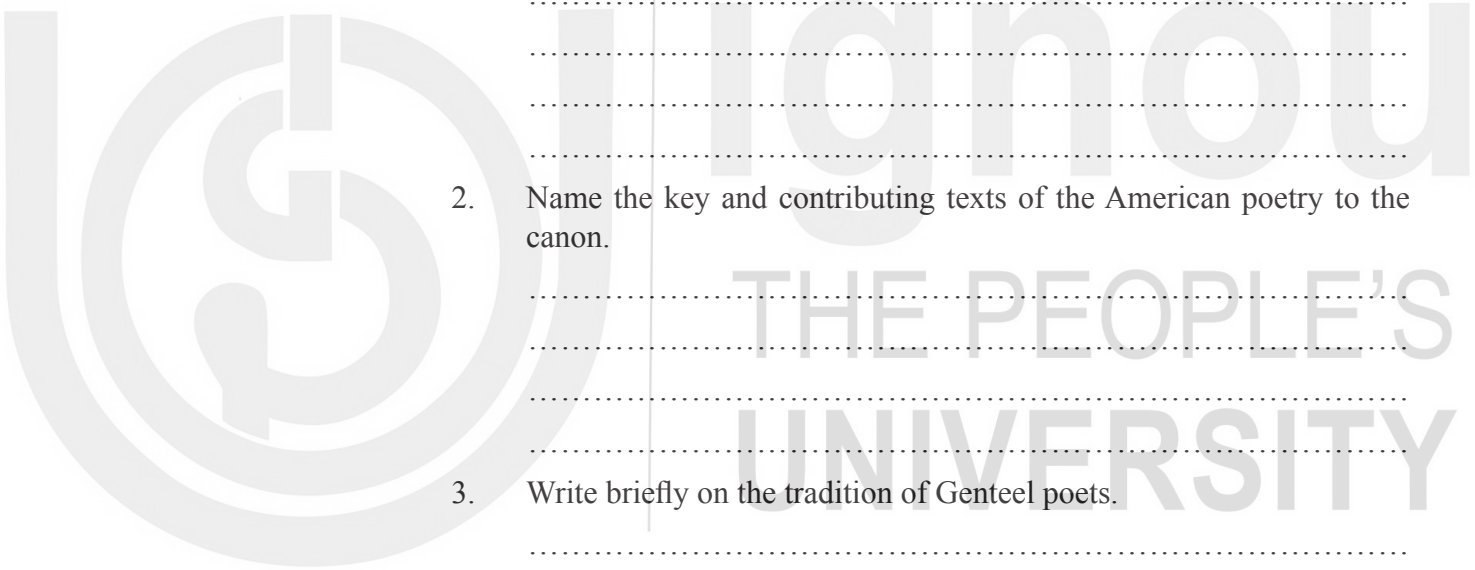 ignou
2. Name the key and contributing texts of the American poetry to the
canon.
THE PEOPLE'S
UNIVERSITY
3. Write briefly on the tradition of Genteel poets.